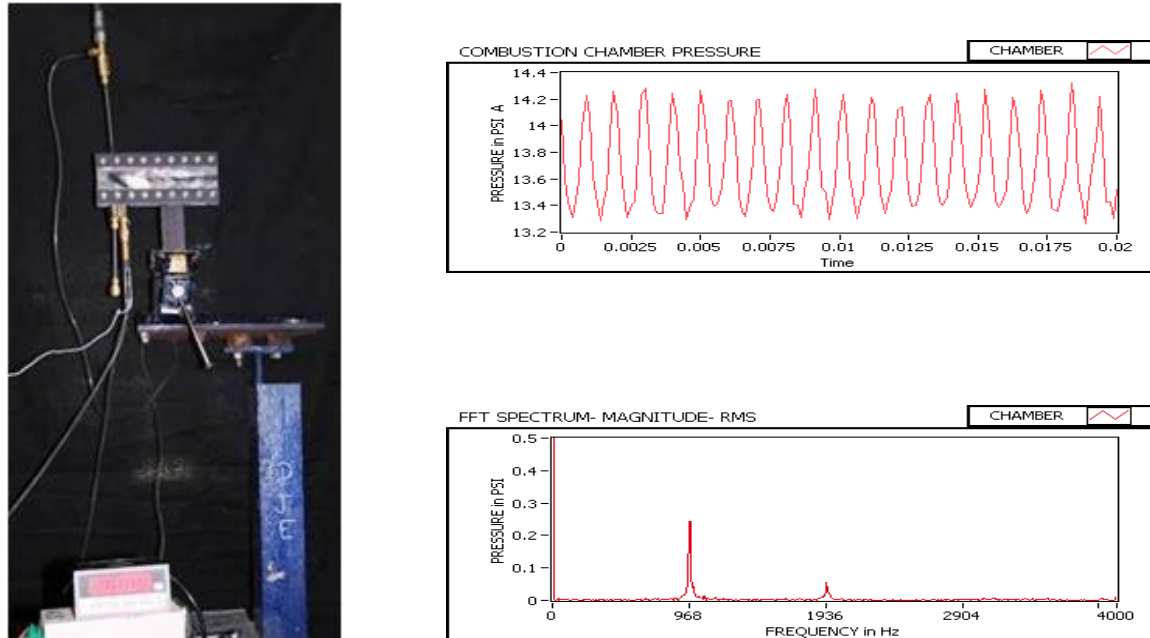 COMBUSTION CHAMBER PRESSURE
CHAMBER
PRESSURE in PSI A
14.4
14.2
14
13.8
13.6
13.4
13.2
0 0.0025 0.005 0.0075 0.01 0.0125 0.015 0.0175 0.02
Time
FFT SPECTRUM- MAGNITUDE- RMS
CHAMBER
PRESSURE in PSI
0.5
0.4
0.3
0.2
0.1
0
0 968 1936 2904 4000
FREQUENCY in Hz